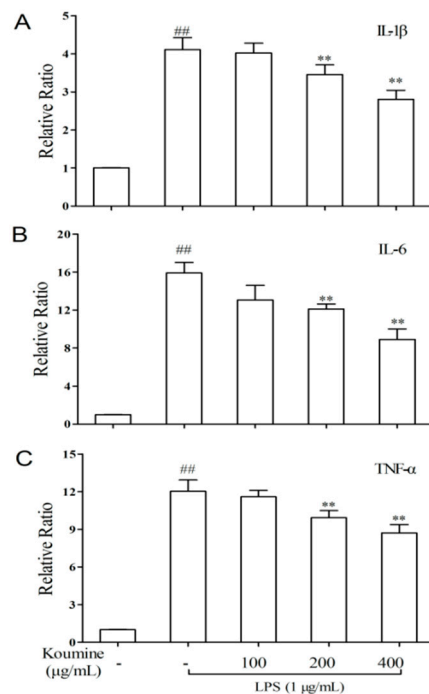 A
IL-1β
Relative Ratio
5
4
3
2
1
0
##
**
**
B
IL-6
Relative Ratio
20
16
12
8
4
0
##
**
**
C
TNF-α
Relative Ratio
15
12
9
6
3
0
##
**
**
Koumine
(μg/mL)
- - 100 200 400
LPS (1 μg/mL)